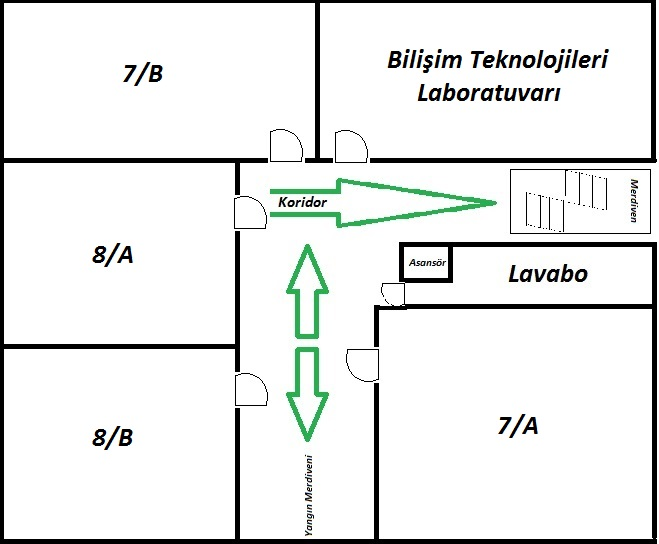 7/B
Bilişim Teknolojileri
Laboratuvarı
8/A
Koridor
Merdiven
Asansör
Lavabo
8/B
7/A
Yangın Merdiveni